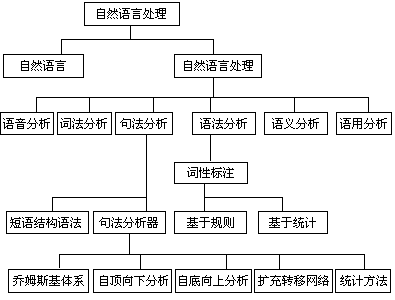 自然语言处理
自然语言
自然语言处理
语音分析
词法分析
句法分析
语法分析
语义分析
语用分析
词性标注
短语结构语法
句法分析器
基于规则
基于统计
乔姆斯基体系
自顶向下分析
自底向上分析
扩充转移网络
统计方法